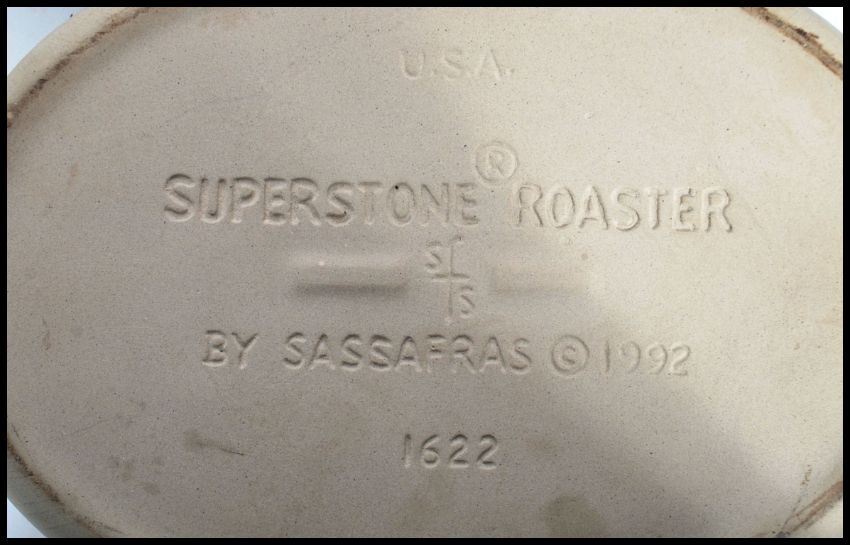 U.S.A.
SUPERSTONE® ROASTER
S
S
BY SASSAFRAS © 1992
1622